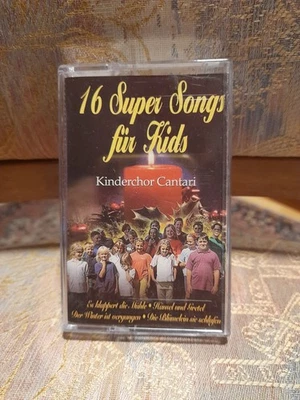 16 Super Songs
für Kids
Kinderchor Cantari
Es klappert die Mühle • Hänsel und Gretel
Der Winter ist vergangen • Die Blümelein sie schlafen